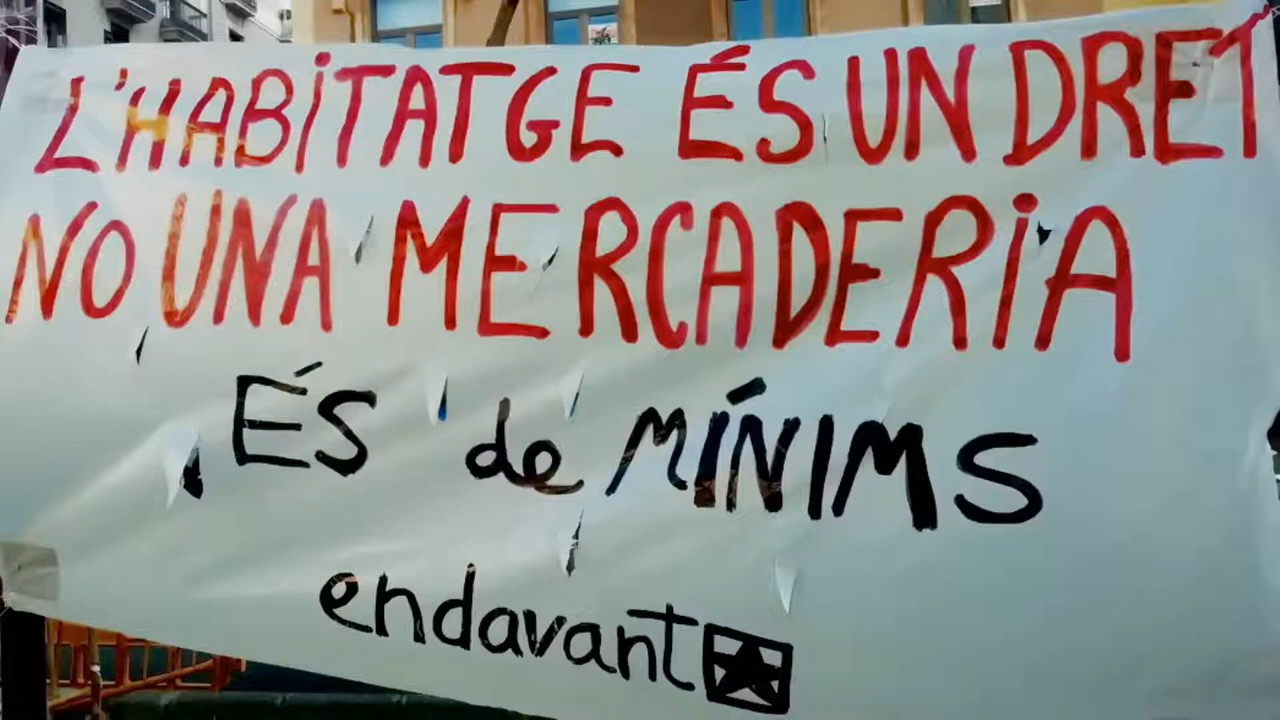 L'HABITATGE ÉS UN DRET
NO UNA MERCADERIA
ÉS de MÍNIMS
endavant